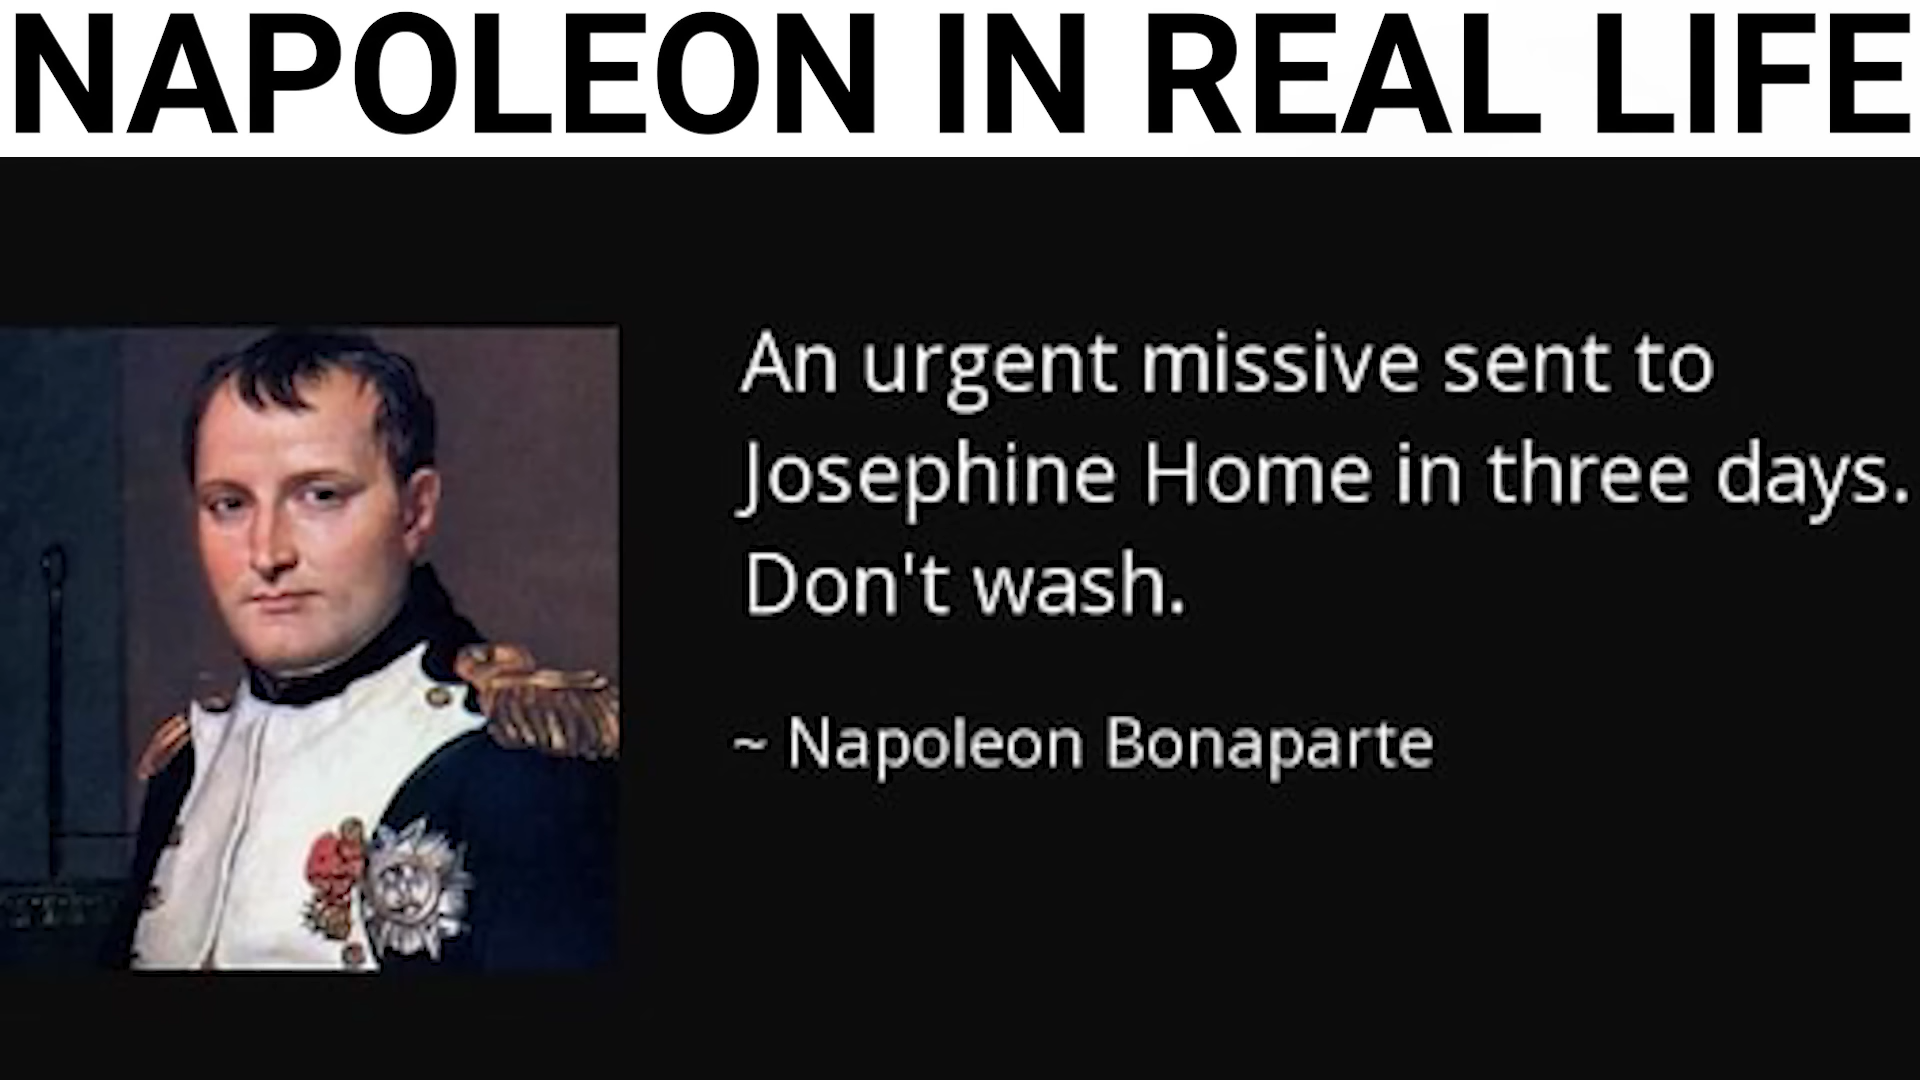 NAPOLEON IN REAL LIFE
An urgent missive sent to
Josephine Home in three days.
Don't wash.
~ Napoleon Bonaparte